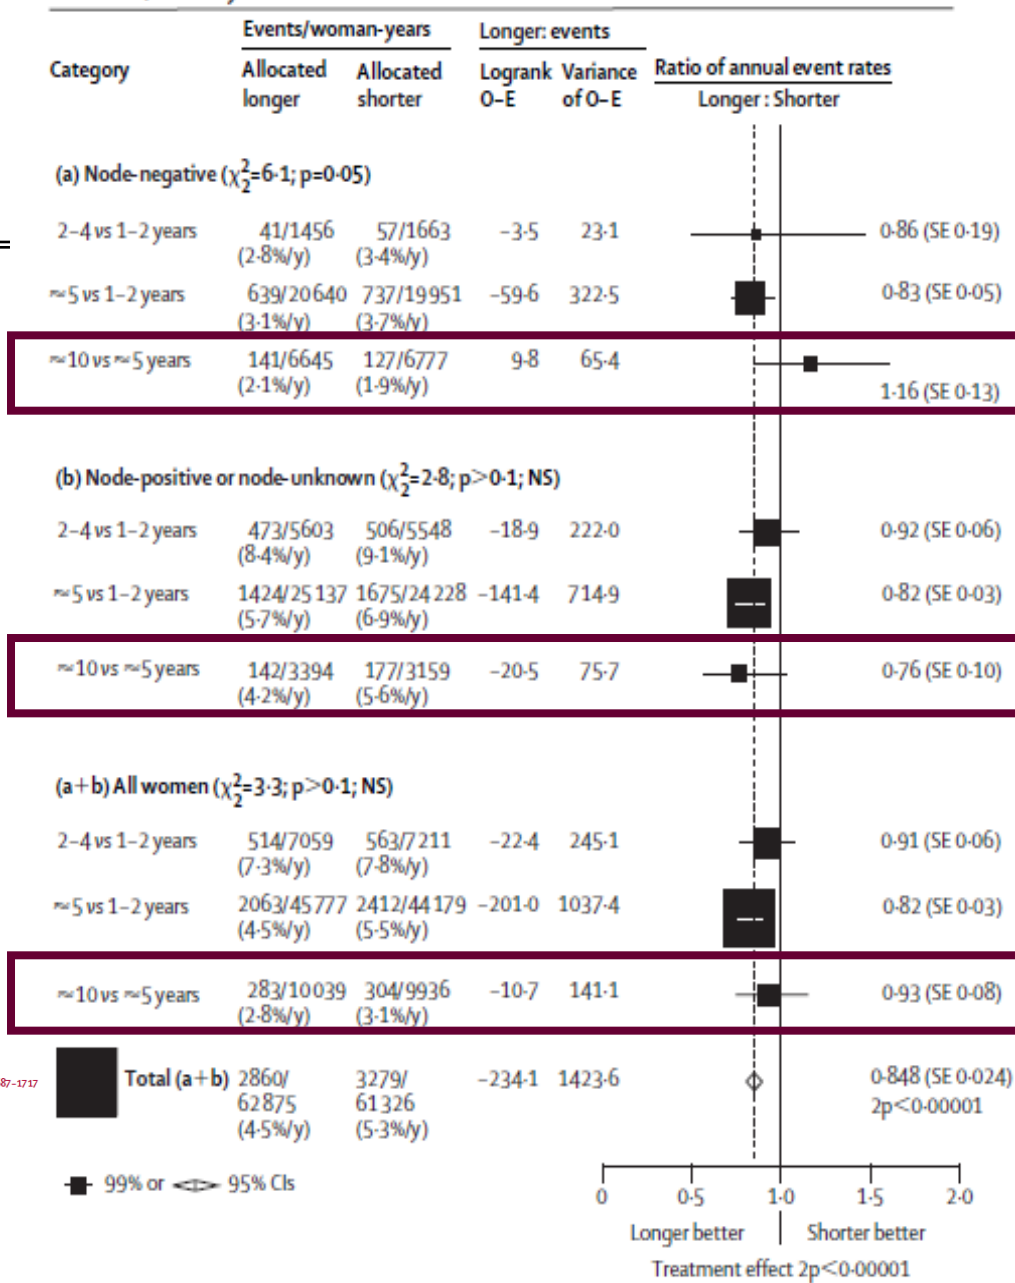 Events/woman-years Longer: events
Category Allocated Allocated Logrank Variance Ratio of annual event rates
longer shorter O–E of O–E Longer : Shorter
(a) Node-negative (χ²₂=6·1; p=0·05)
2–4 vs 1–2 years 41/1456 57/1663 –3·5 23·1 0·86 (SE 0·19)
(2·8%/y) (3·4%/y)
≈5 vs 1–2 years 639/20640 737/19951 –59·6 322·5 0·83 (SE 0·05)
(3·1%/y) (3·7%/y)
≈10 vs ≈5 years 141/6645 127/6777 9·8 65·4
(2·1%/y) (1·9%/y) 1·16 (SE 0·13)
(b) Node-positive or node-unknown (χ²₂=2·8; p>0·1; NS)
2–4 vs 1–2 years 473/5603 506/5548 –18·9 222·0 0·92 (SE 0·06)
(8·4%/y) (9·1%/y)
≈5 vs 1–2 years 1424/25137 1675/24228 –141·4 714·9 0·82 (SE 0·03)
(5·7%/y) (6·9%/y)
≈10 vs ≈5 years 142/3394 177/3159 –20·5 75·7 0·76 (SE 0·10)
(4·2%/y) (5·6%/y)
(a+b) All women (χ²₂=3·3; p>0·1; NS)
2–4 vs 1–2 years 514/7059 563/7211 –22·4 245·1 0·91 (SE 0·06)
(7·3%/y) (7·8%/y)
≈5 vs 1–2 years 2063/45777 2412/44179 –201·0 1037·4 0·82 (SE 0·03)
(4·5%/y) (5·5%/y)
≈10 vs ≈5 years 283/10039 304/9936 –10·7 141·1 0·93 (SE 0·08)
(2·8%/y) (3·1%/y)
87–1717 Total (a+b) 2860/ 3279/ –234·1 1423·6 0·848 (SE 0·024)
62875 61326 2p<0·00001
(4·5%/y) (5·3%/y)
99% or 95% CIs
0 0·5 1·0 1·5 2·0
Longer better Shorter better
Treatment effect 2p<0·00001